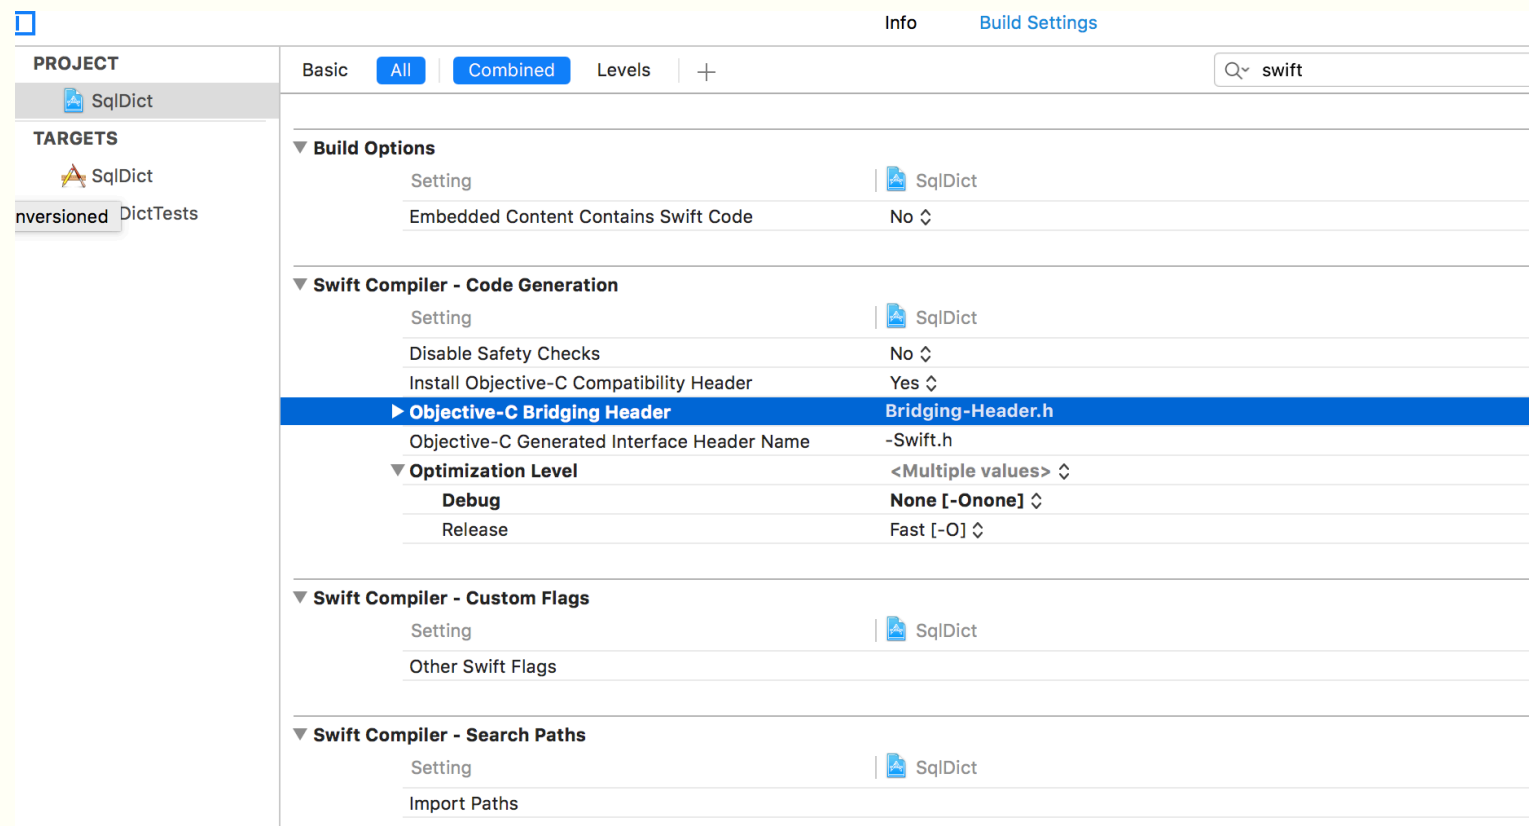 Info Build Settings
PROJECT
Basic All Combined Levels swift
SqlDict
TARGETS
SqlDict
nversioned DictTests
Build Options
Setting SqlDict
Embedded Content Contains Swift Code No
Swift Compiler - Code Generation
Setting SqlDict
Disable Safety Checks No
Install Objective-C Compatibility Header Yes
Objective-C Bridging Header Bridging-Header.h
Objective-C Generated Interface Header Name -Swift.h
Optimization Level <Multiple values>
Debug None [-Onone]
Release Fast [-O]
Swift Compiler - Custom Flags
Setting SqlDict
Other Swift Flags
Swift Compiler - Search Paths
Setting SqlDict
Import Paths